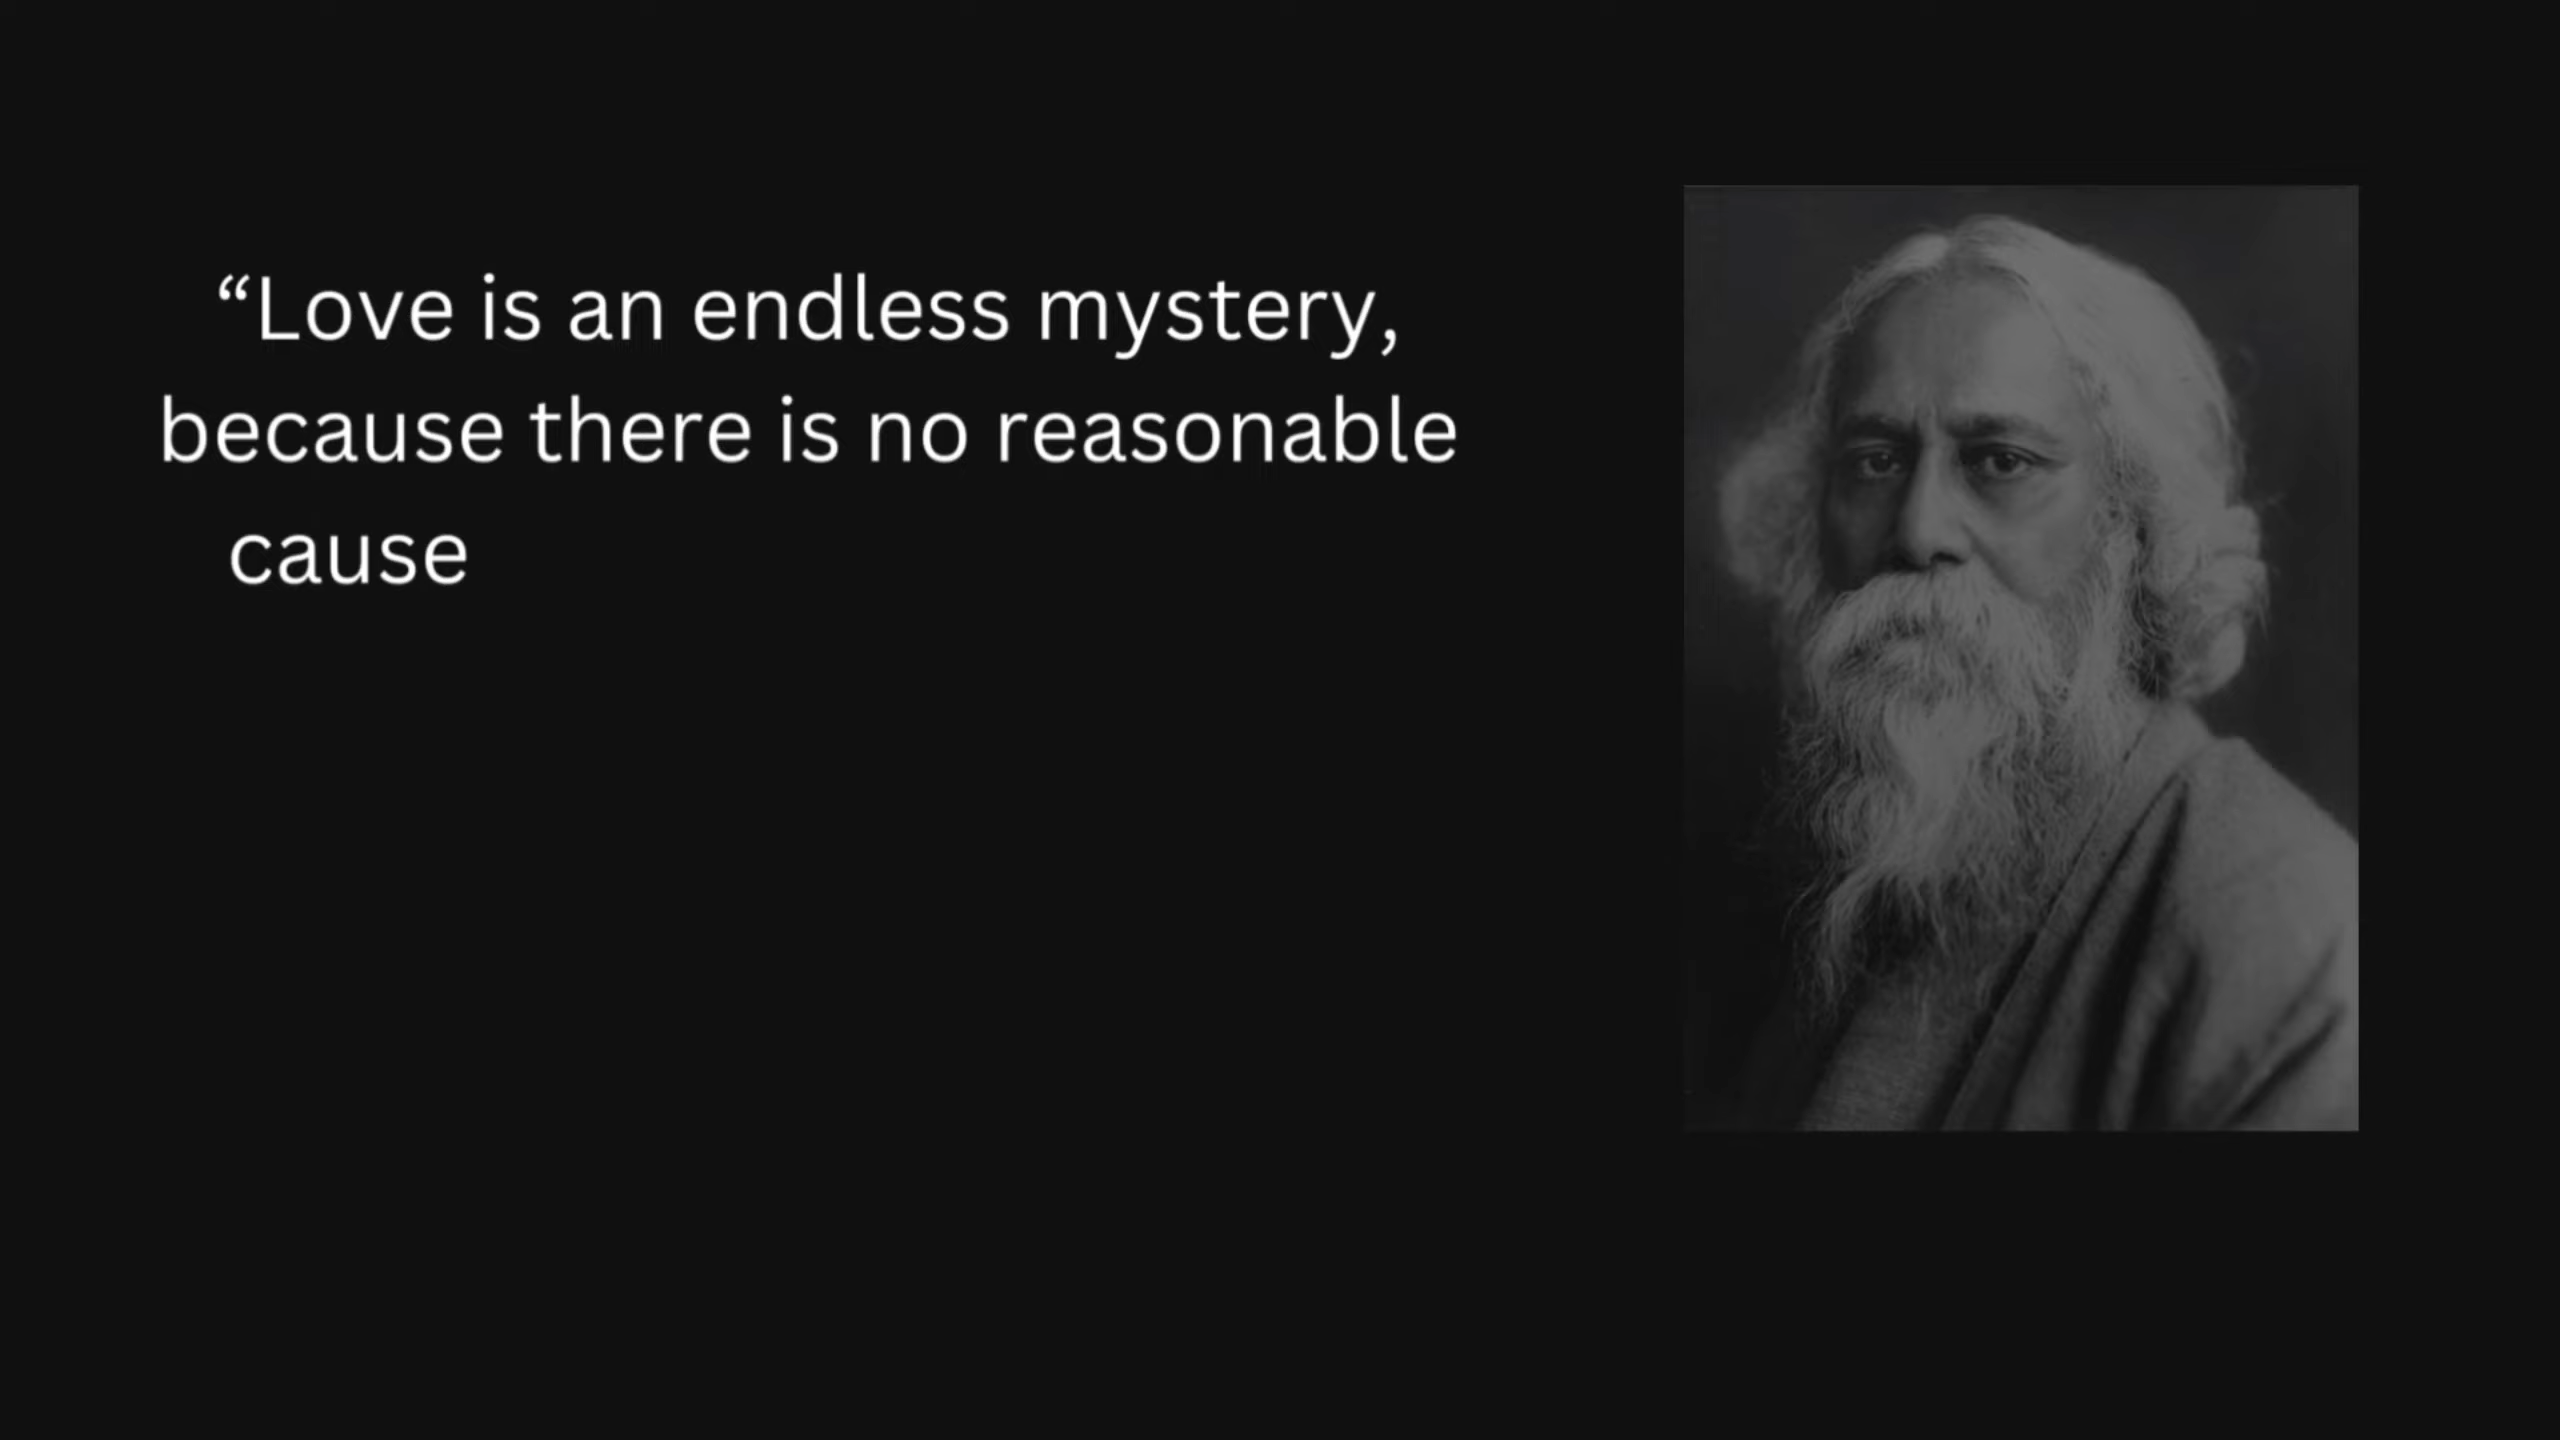 “Love is an endless mystery,
because there is no reasonable
cause